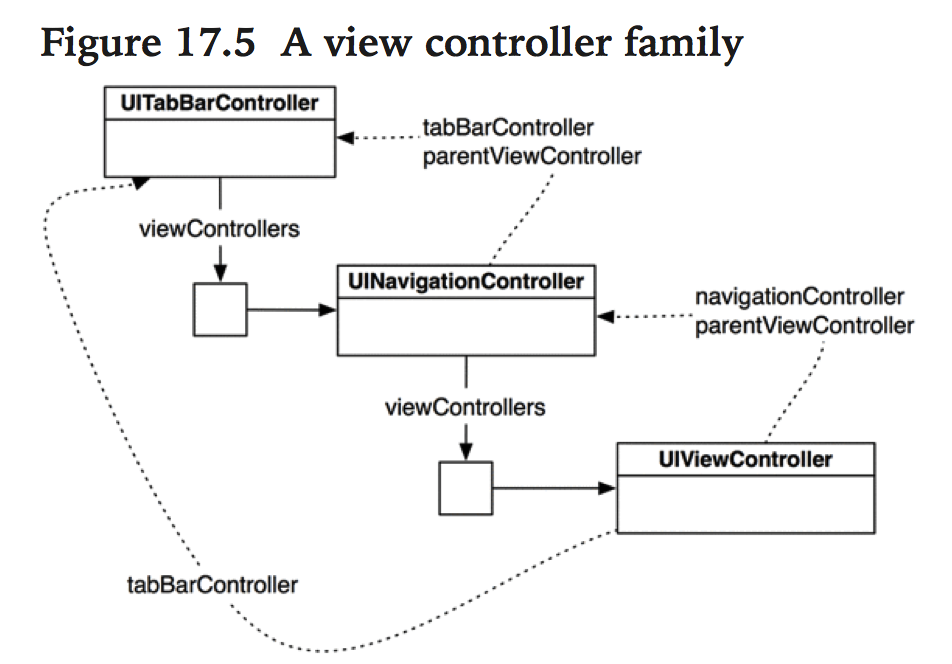 Figure 17.5 A view controller family
UITabBarController
tabBarController
parentViewController
viewControllers
UINavigationController
navigationController
parentViewController
viewControllers
UIViewController
tabBarController